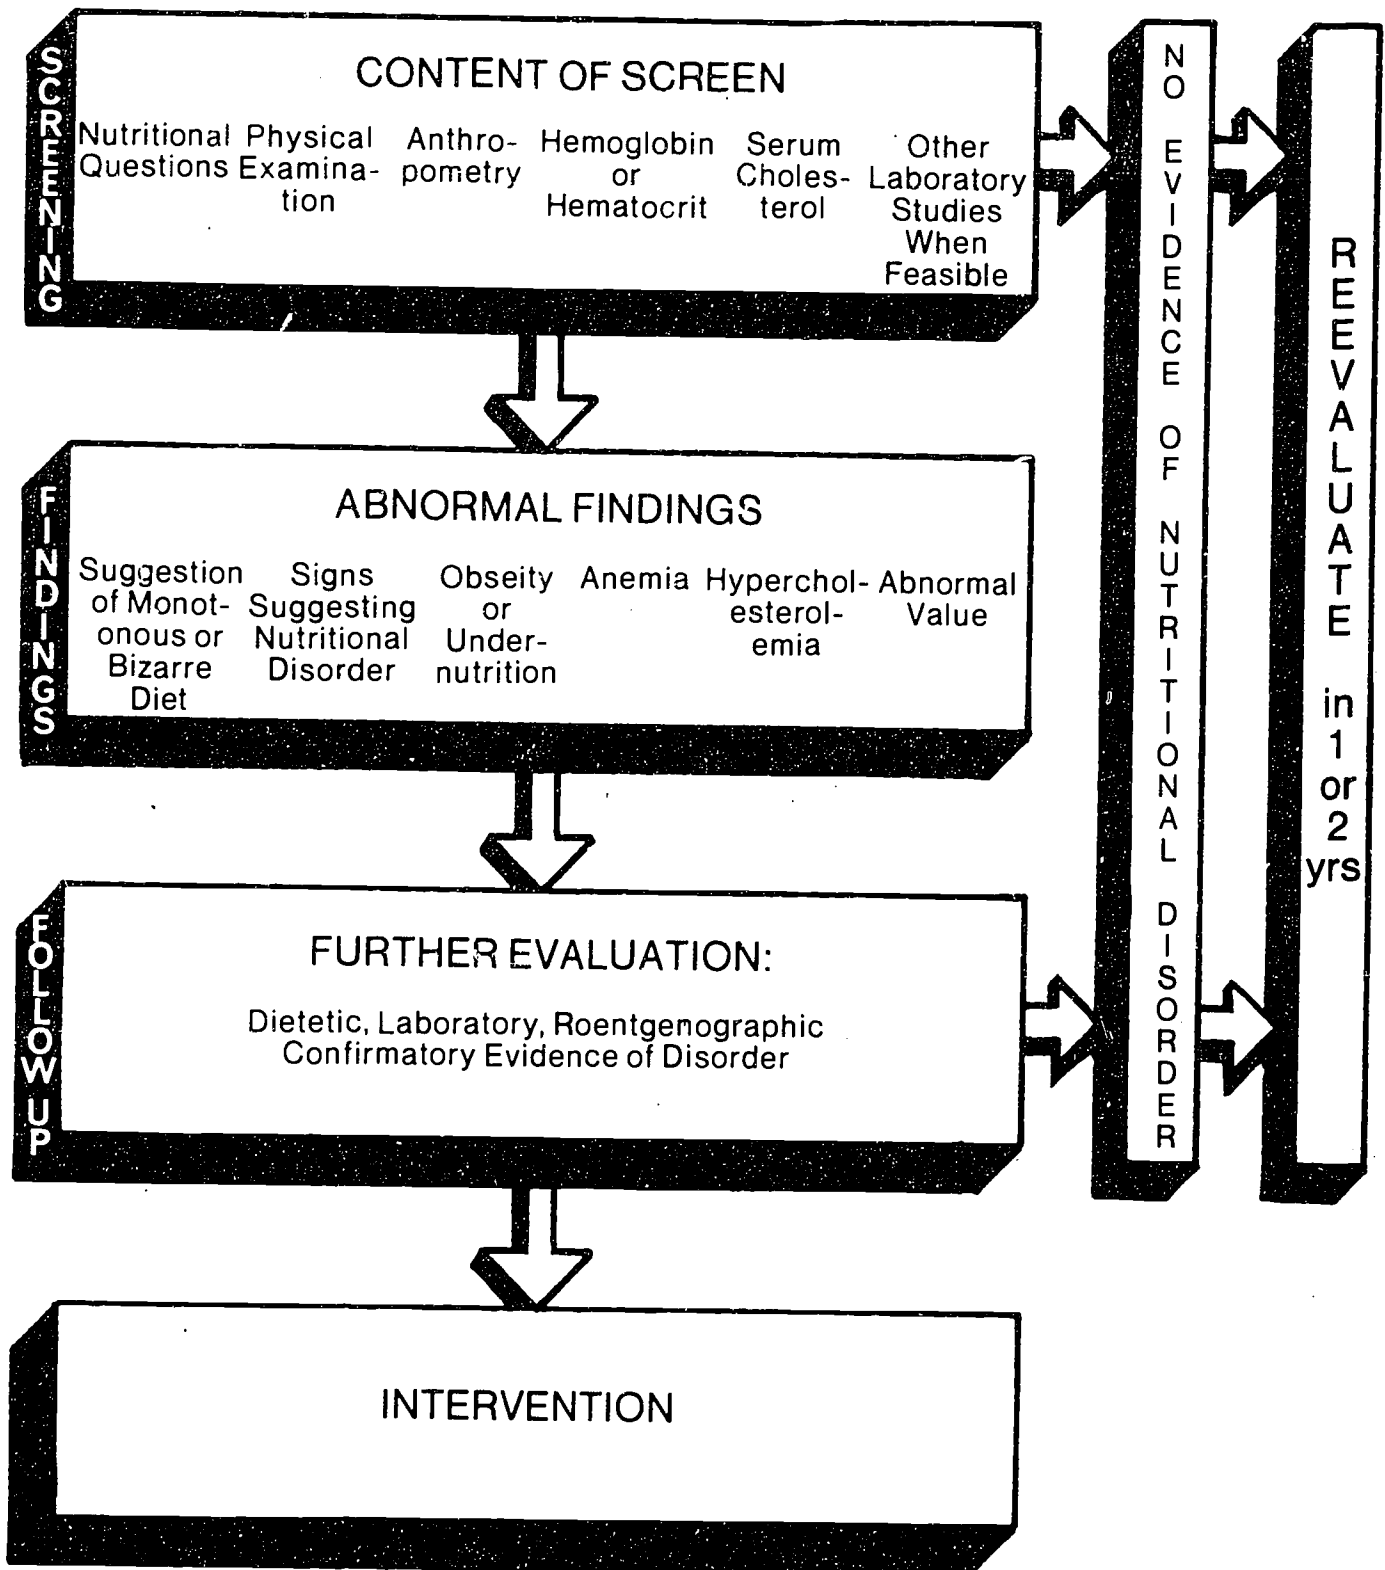 SCREENING
CONTENT OF SCREEN
Nutritional
Questions
Physical
Examina-
tion
Anthro-
pometry
Hemoglobin
or
Hematocrit
Serum
Choles-
terol
Other
Laboratory
Studies
When
Feasible
FINDINGS
ABNORMAL FINDINGS
Suggestion
of Monot-
onous or
Bizarre
Diet
Signs
Suggesting
Nutritional
Disorder
Obseity
or
Under-
nutrition
Anemia
Hyperchol-
esterol-
emia
Abnormal
Value
FOLLOW UP
FURTHER EVALUATION:
Dietetic, Laboratory, Roentgenographic
Confirmatory Evidence of Disorder
INTERVENTION
NO EVIDENCE OF NUTRITIONAL DISORDER
REEVALUATE in 1 or 2 yrs